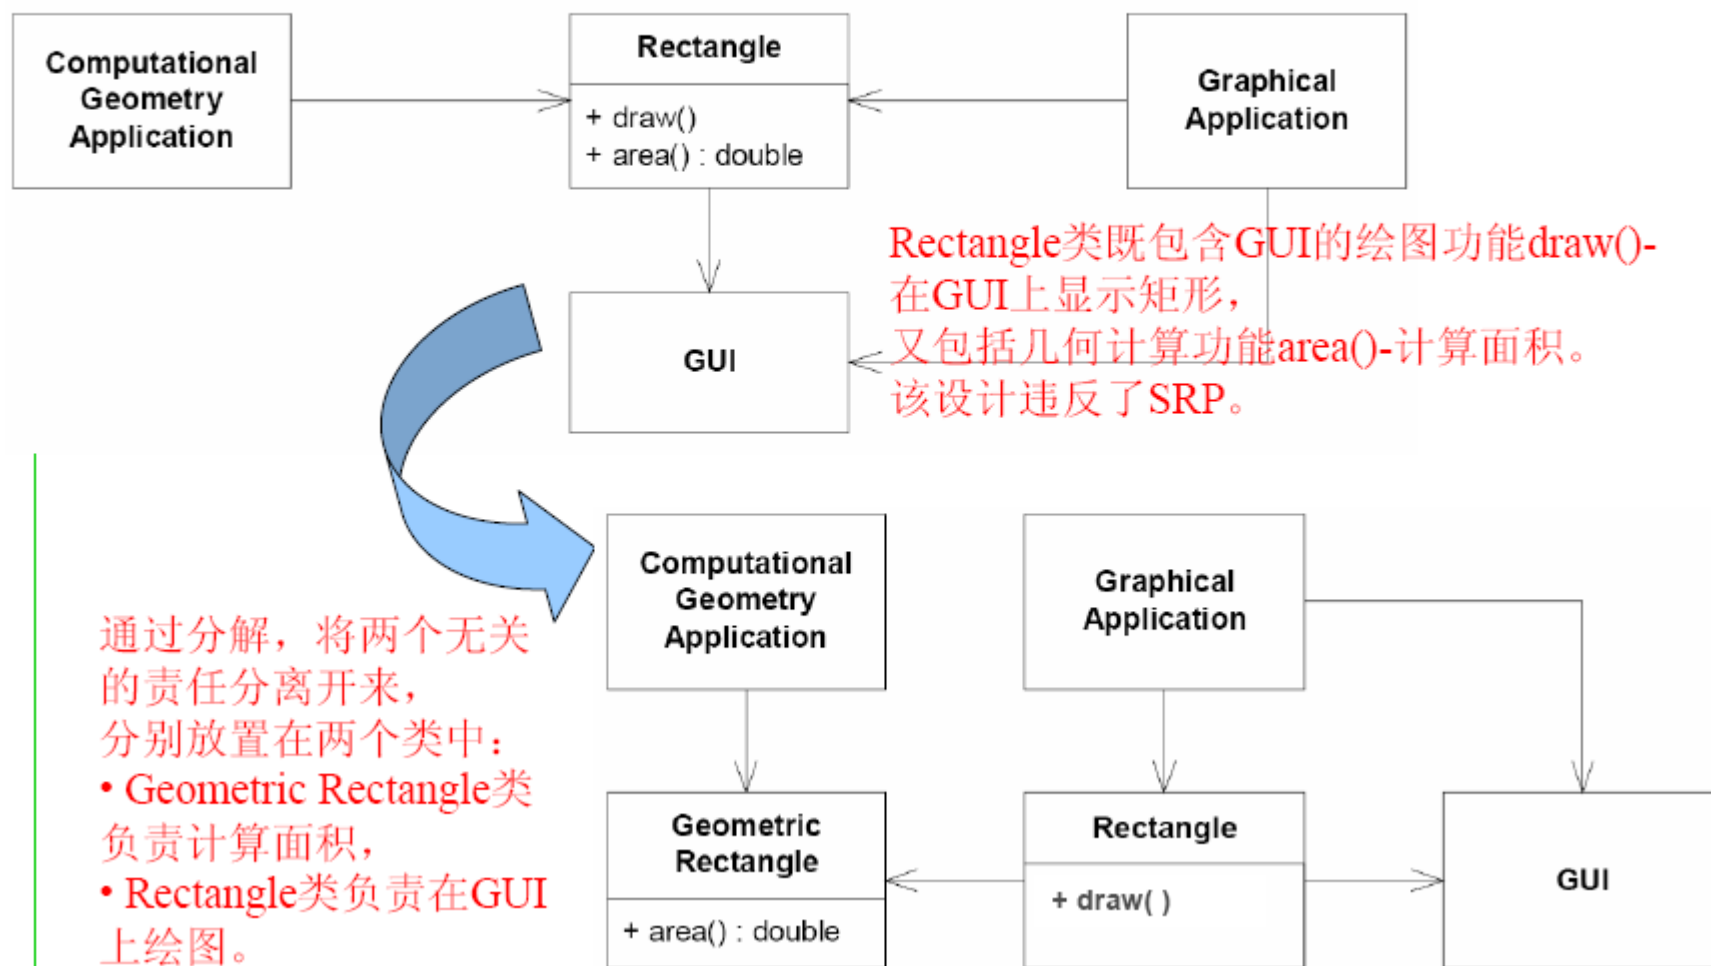 Computational
Geometry
Application
Rectangle
+ draw()
+ area() : double
Graphical
Application
GUI
Rectangle类既包含GUI的绘图功能draw()-
在GUI上显示矩形，
又包括几何计算功能area()-计算面积。
该设计违反了SRP。
通过分解，将两个无关
的责任分离开来，
分别放置在两个类中：
• Geometric Rectangle类
负责计算面积，
• Rectangle类负责在GUI
上绘图。
Computational
Geometry
Application
Graphical
Application
Geometric
Rectangle
+ area() : double
Rectangle
+ draw( )
GUI